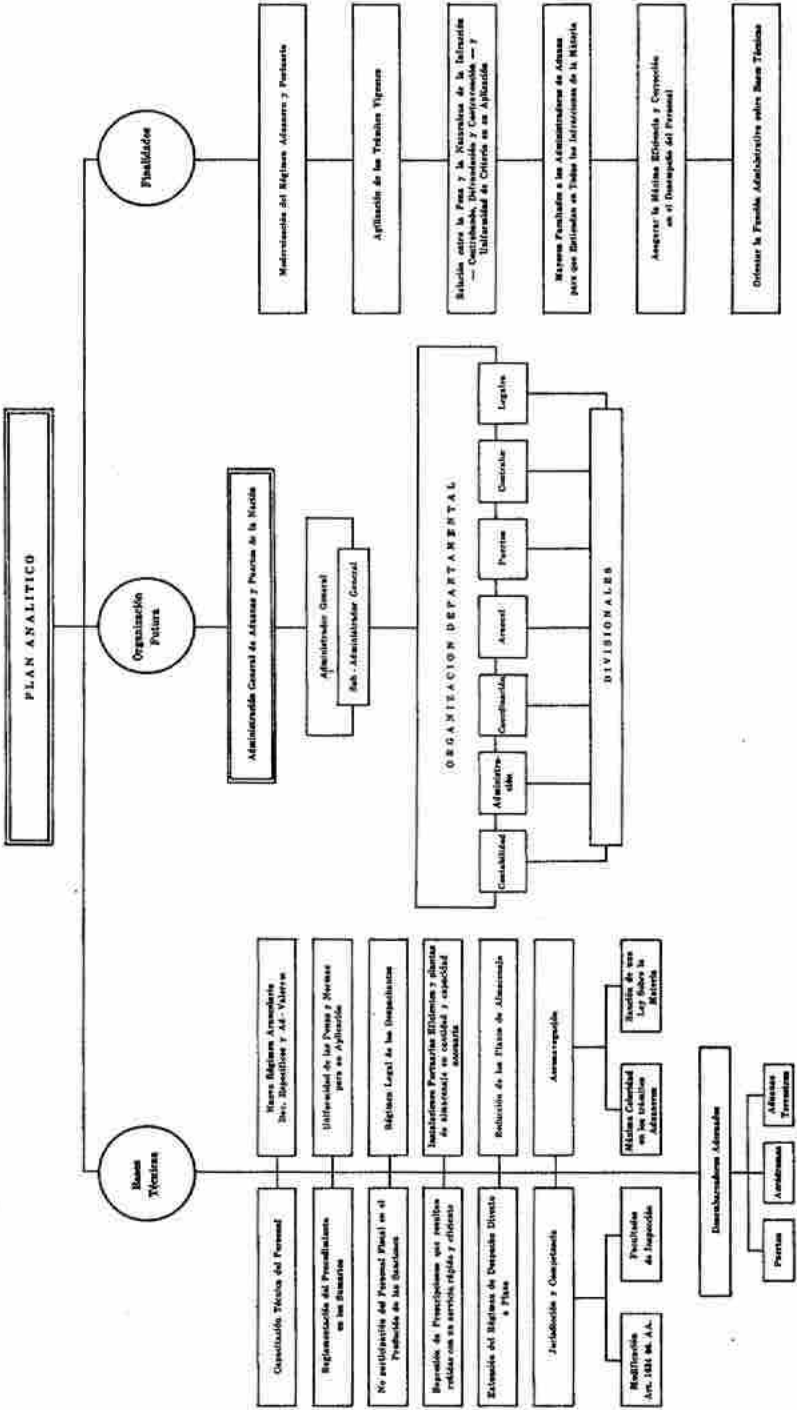 PLAN ANALITICO
Bases
Técnicas
Capacitación Técnica del Personal
Nuevo Régimen Arancelario
Der. Específicos y Ad-Valorem
Reglamentación del Procedimiento
en los Sumarios
Uniformidad de las Penas y Normas
para su Aplicación
No participación del Personal Fiscal en el
Producido de las Sanciones
Régimen Legal de los Despachantes
Supresión de Prescripciones que resultan
reñidas con un servicio rápido y eficiente
Instalaciones Portuarias Eficientes y plantas
de almacenaje en cantidad y capacidad
necesaria
Extensión del Régimen de Despacho Directo
a Plaza
Reducción de los Plazos de Almacenaje
Jurisdicción y Competencia
Aeronavegación
Modificación
Art. 1024 OO. AA.
Facultades
de Inspección
Máxima Celeridad
en los trámites
Aduaneros
Sanción de una
Ley Sobre la
Materia
Desembarcaderos Adecuados
Puertos
Aeródromos
Aduanas
Terrestres
Organización
Futura
Administración General de Aduanas y Puertos de la Nación
Administrador General
Sub-Administrador General
ORGANIZACION DEPARTAMENTAL
Contabilidad
Administra-
ción
Coordinación
Arancel
Puertos
Contralor
Legales
DIVISIONALES
Finalidades
Modernización del Régimen Aduanero y Portuario
Agilización de los Trámites Vigentes
Relación entre la Pena y la Naturaleza de la Infracción
— Contrabando, Defraudación y Contravención — y
Uniformidad de Criterio en su Aplicación
Mayores Facultades a los Administradores de Aduana
para que Entiendan en Todas las Infracciones de la Materia
Asegurar la Máxima Eficiencia y Corrección
en el Desempeño del Personal
Orientar la Función Administrativa sobre Bases Técnicas